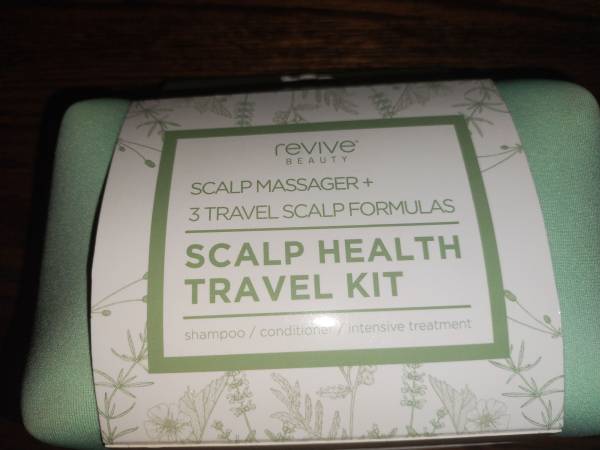 revive®
BEAUTY
SCALP MASSAGER +
3 TRAVEL SCALP FORMULAS
SCALP HEALTH
TRAVEL KIT
shampoo / conditioner / intensive treatment